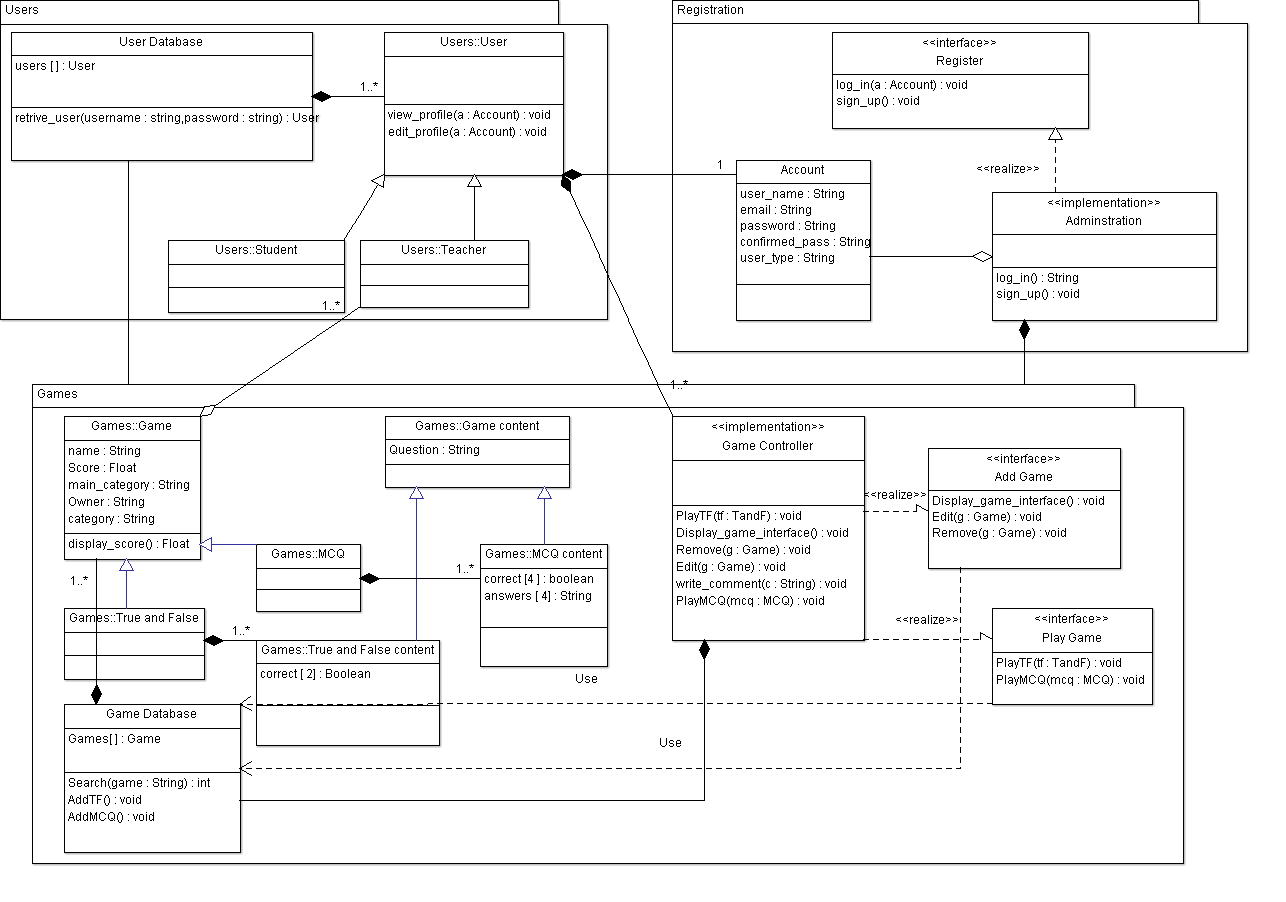 Users
User Database
users [ ] : User
retrive_user(username : string,password : string) : User
1..*
Users::User
view_profile(a : Account) : void
edit_profile(a : Account) : void
Users::Student
1..*
Users::Teacher
Registration
<<interface>>
Register
log_in(a : Account) : void
sign_up() : void
<<realize>>
1
Account
user_name : String
email : String
password : String
confirmed_pass : String
user_type : String
<<implementation>>
Adminstration
log_in() : String
sign_up() : void
1..*
Games
Games::Game
name : String
Score : Float
main_category : String
Owner : String
category : String
display_score() : Float
1..*
Games::Game content
Question : String
Games::MCQ
1..*
Games::MCQ content
correct [4 ] : boolean
answers [ 4] : String
Games::True and False
1..*
Games::True and False content
correct [ 2] : Boolean
Game Database
Games[ ] : Game
Search(game : String) : int
AddTF() : void
AddMCQ() : void
<<implementation>>
Game Controller
PlayTF(tf : TandF) : void
Display_game_interface() : void
Remove(g : Game) : void
Edit(g : Game) : void
write_comment(c : String) : void
PlayMCQ(mcq : MCQ) : void
<<realize>>
<<interface>>
Add Game
Display_game_interface() : void
Edit(g : Game) : void
Remove(g : Game) : void
<<realize>>
<<interface>>
Play Game
PlayTF(tf : TandF) : void
PlayMCQ(mcq : MCQ) : void
Use
Use